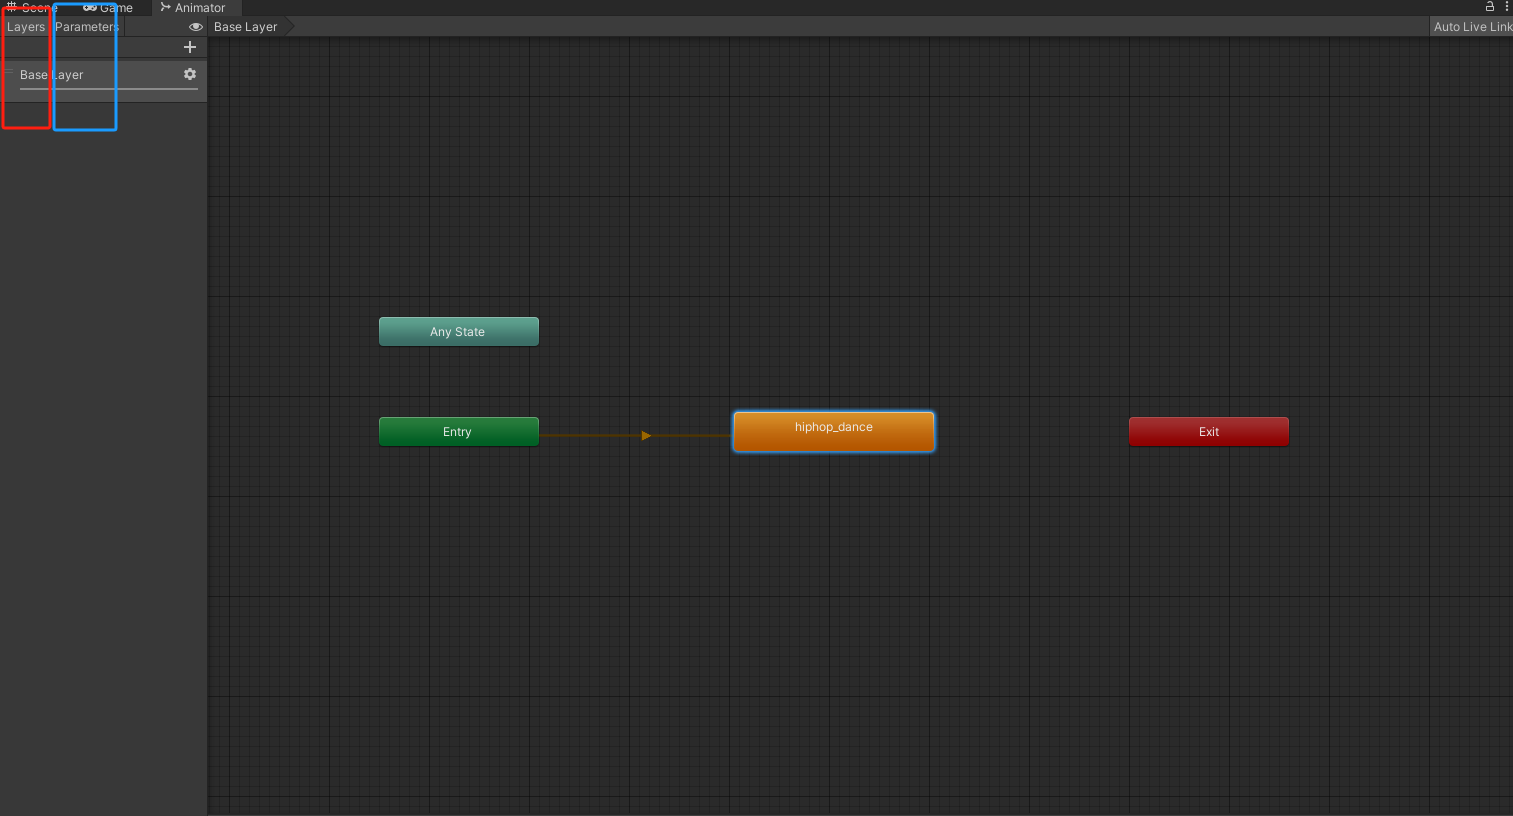 Scene Game Animator
Layers Parameters Base Layer Auto Live Link
Base Layer
Any State
Entry
hiphop_dance
Exit